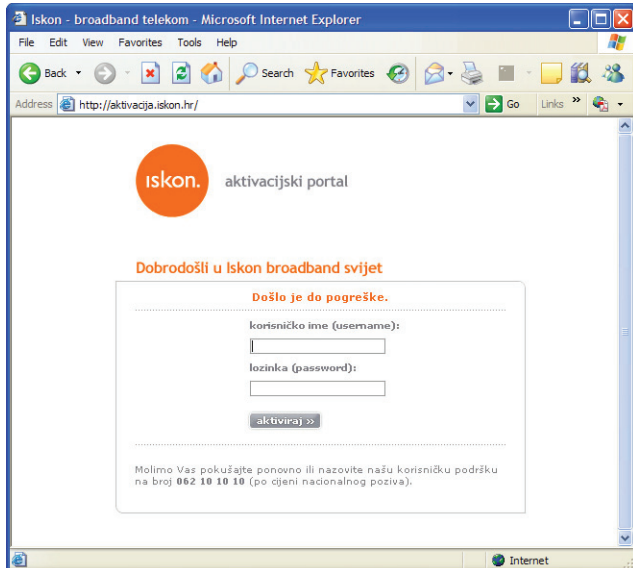 Iskon - broadband telekom - Microsoft Internet Explorer
File Edit View Favorites Tools Help
Back Search Favorites
Address http://aktivacija.iskon.hr/ Go Links »
ıskon. aktivacijski portal
Dobrodošli u Iskon broadband svijet
Došlo je do pogreške.
korisničko ime (username):
lozinka (password):
aktiviraj »
Molimo Vas pokušajte ponovno ili nazovite našu korisničku podršku
na broj 062 10 10 10 (po cijeni nacionalnog poziva).
Internet